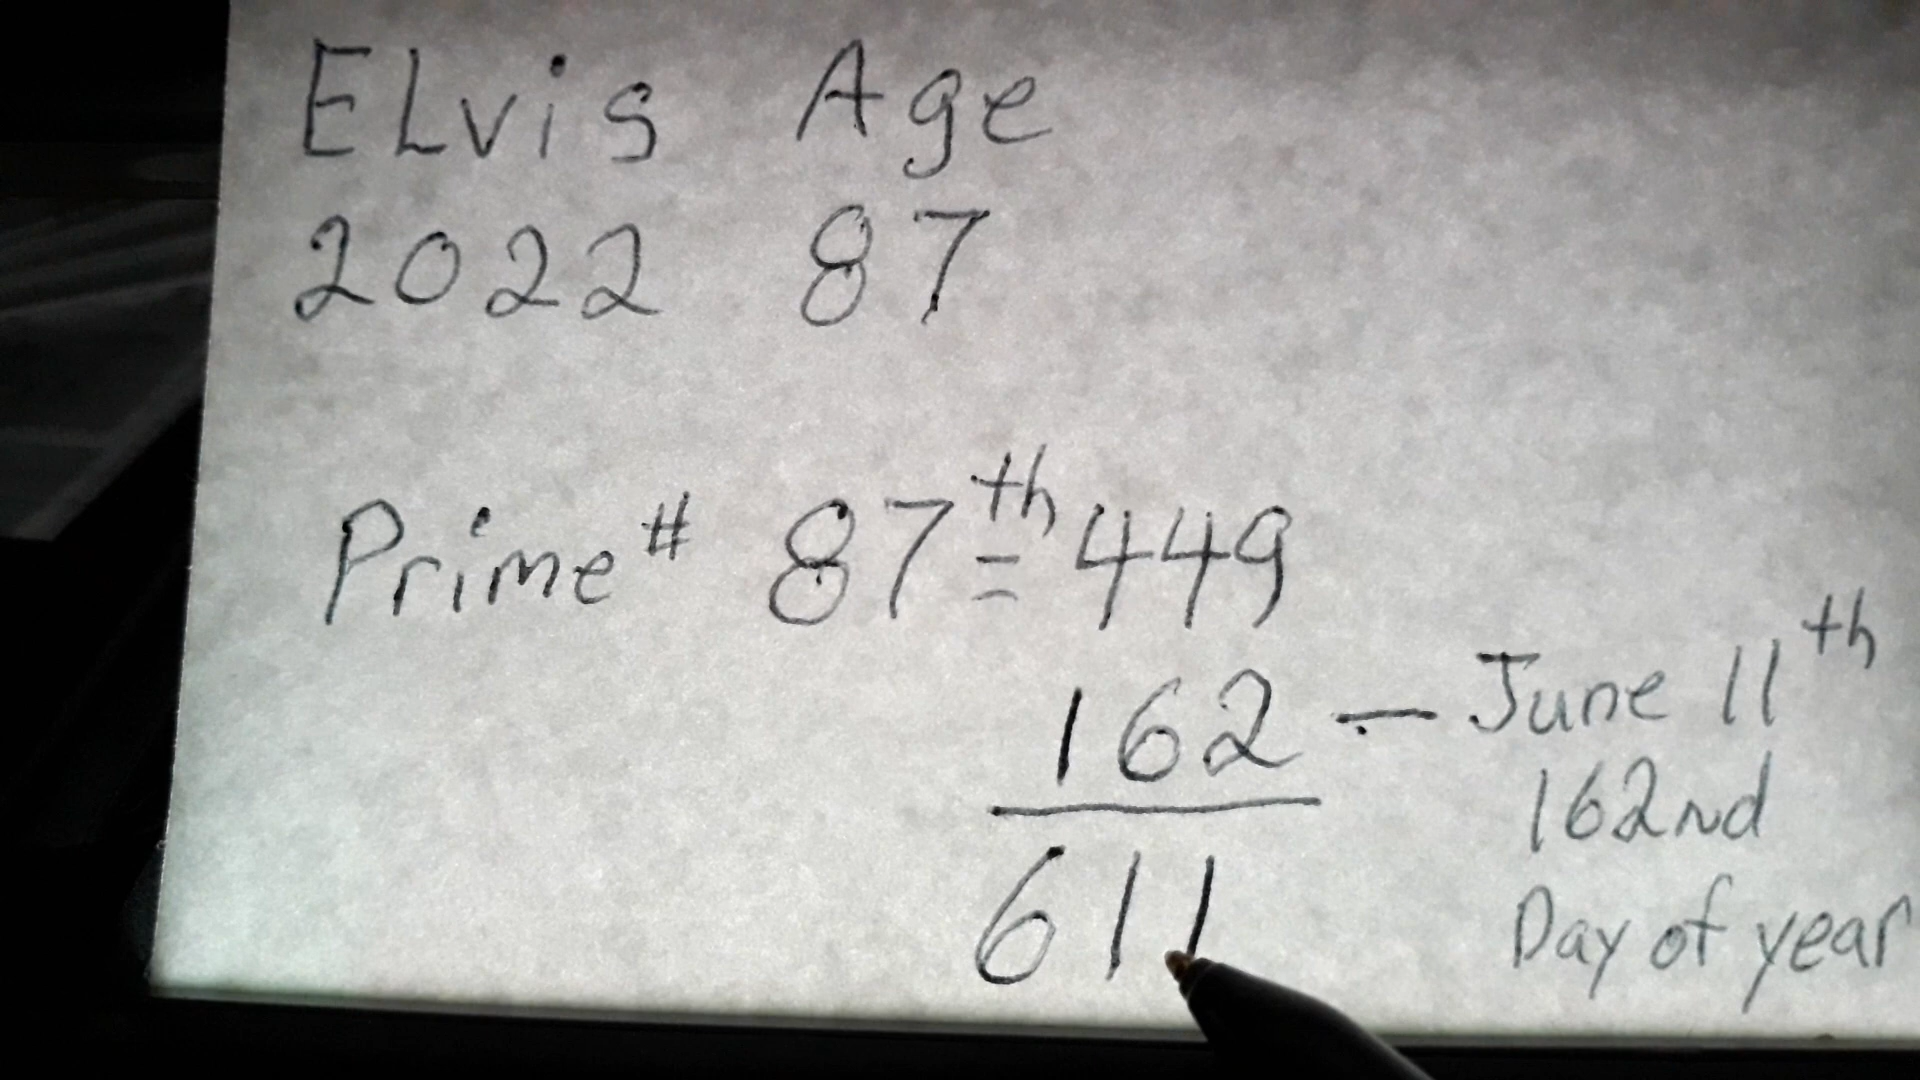 ELvis Age
2022 87
Prime # 87th = 449
162 — June 11th
162nd
Day of year
611